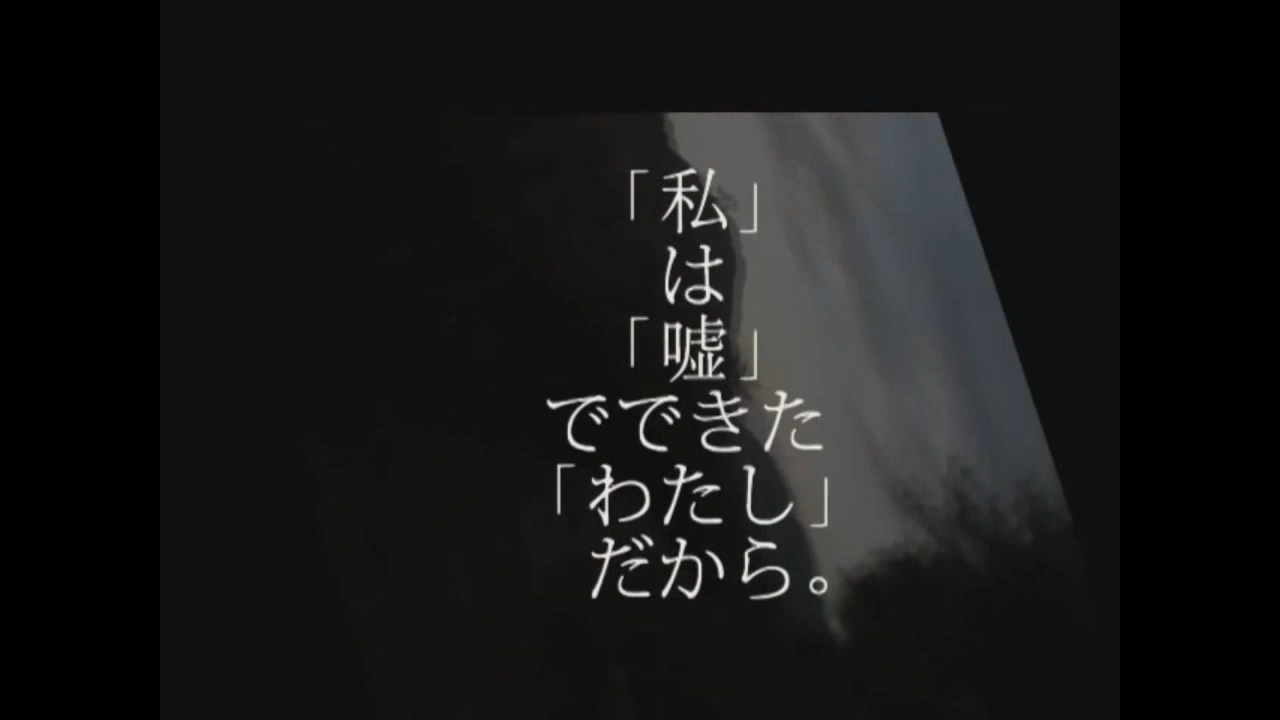 「私」
は
「嘘」
でできた
「わたし」
だから。